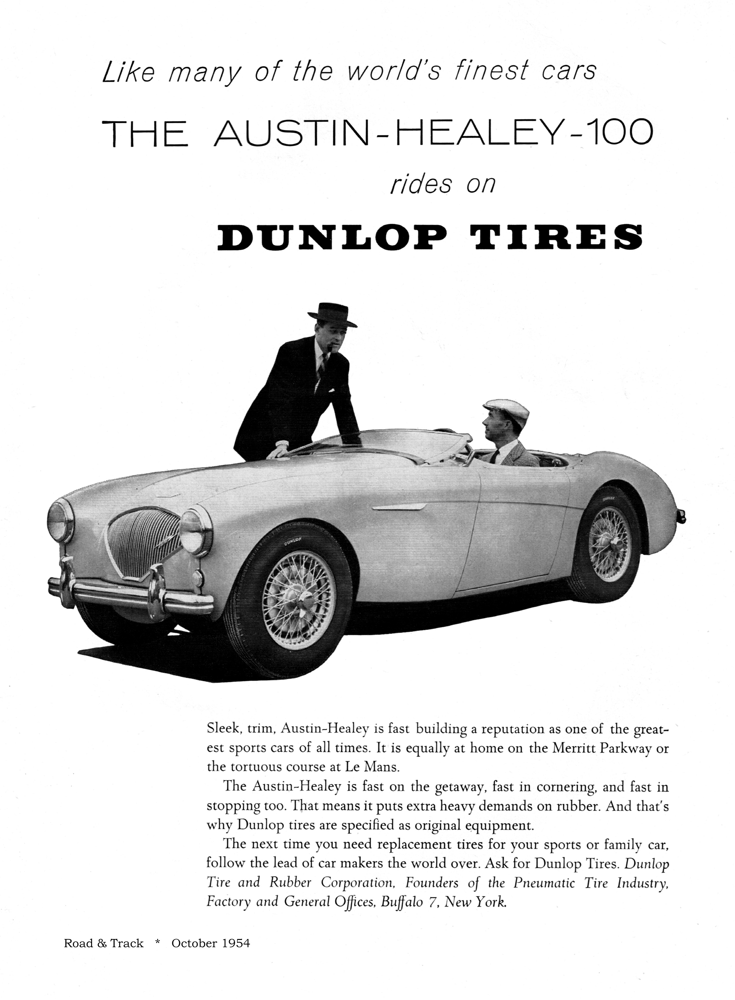 Like many of the world's finest cars
THE AUSTIN-HEALEY-100
rides on
DUNLOP TIRES
DUNLOP
DUNLOP
Sleek, trim, Austin-Healey is fast building a reputation as one of the great-
est sports cars of all times. It is equally at home on the Merritt Parkway or
the tortuous course at Le Mans.
The Austin-Healey is fast on the getaway, fast in cornering, and fast in
stopping too. That means it puts extra heavy demands on rubber. And that's
why Dunlop tires are specified as original equipment.
The next time you need replacement tires for your sports or family car,
follow the lead of car makers the world over. Ask for Dunlop Tires. Dunlop
Tire and Rubber Corporation, Founders of the Pneumatic Tire Industry,
Factory and General Offices, Buffalo 7, New York.
Road & Track * October 1954